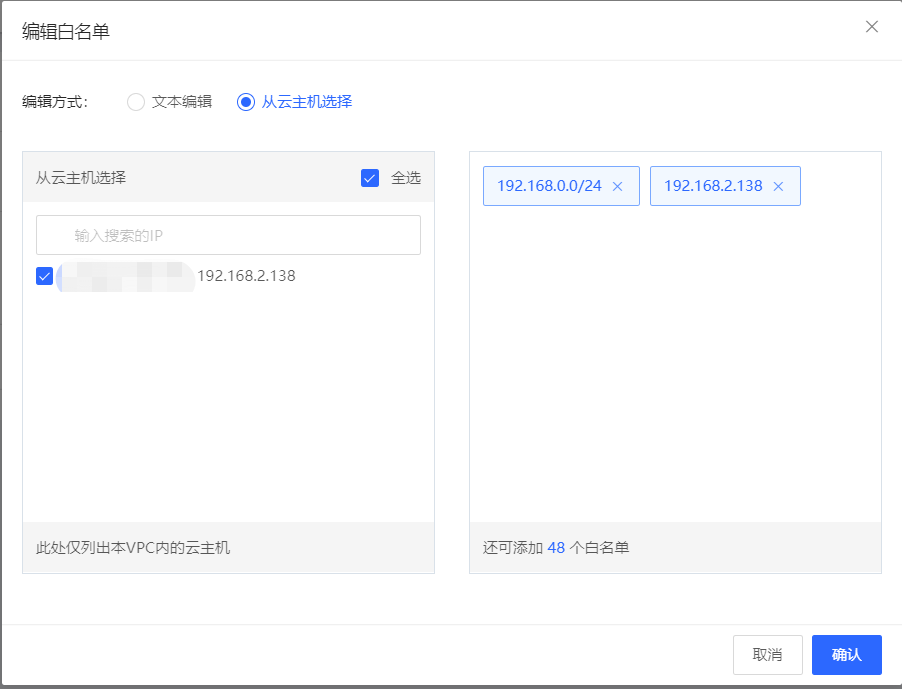 编辑白名单
编辑方式： 文本编辑 从云主机选择
从云主机选择 全选
输入搜索的IP
192.168.2.138
此处仅列出本VPC内的云主机
192.168.0.0/24 192.168.2.138
还可添加 48 个白名单
取消 确认